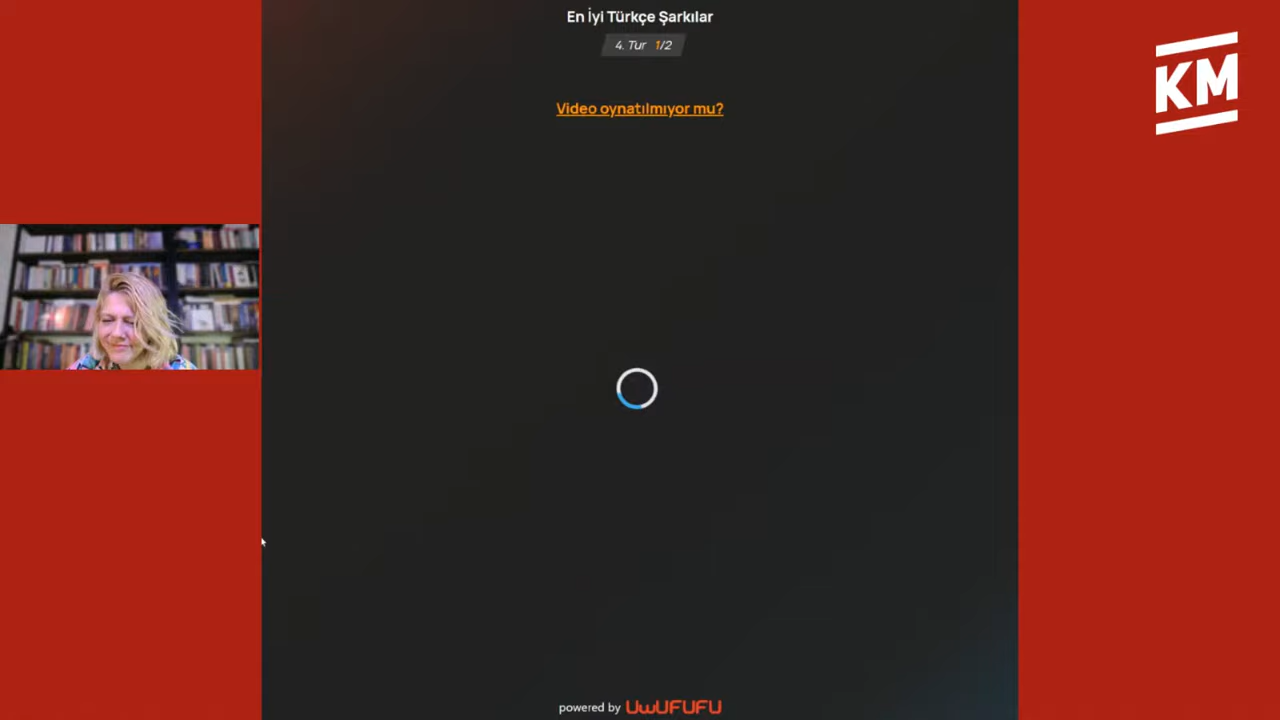 En İyi Türkçe Şarkılar
4. Tur 1/2
Video oynatılmıyor mu?
KM
powered by UwUFUFU